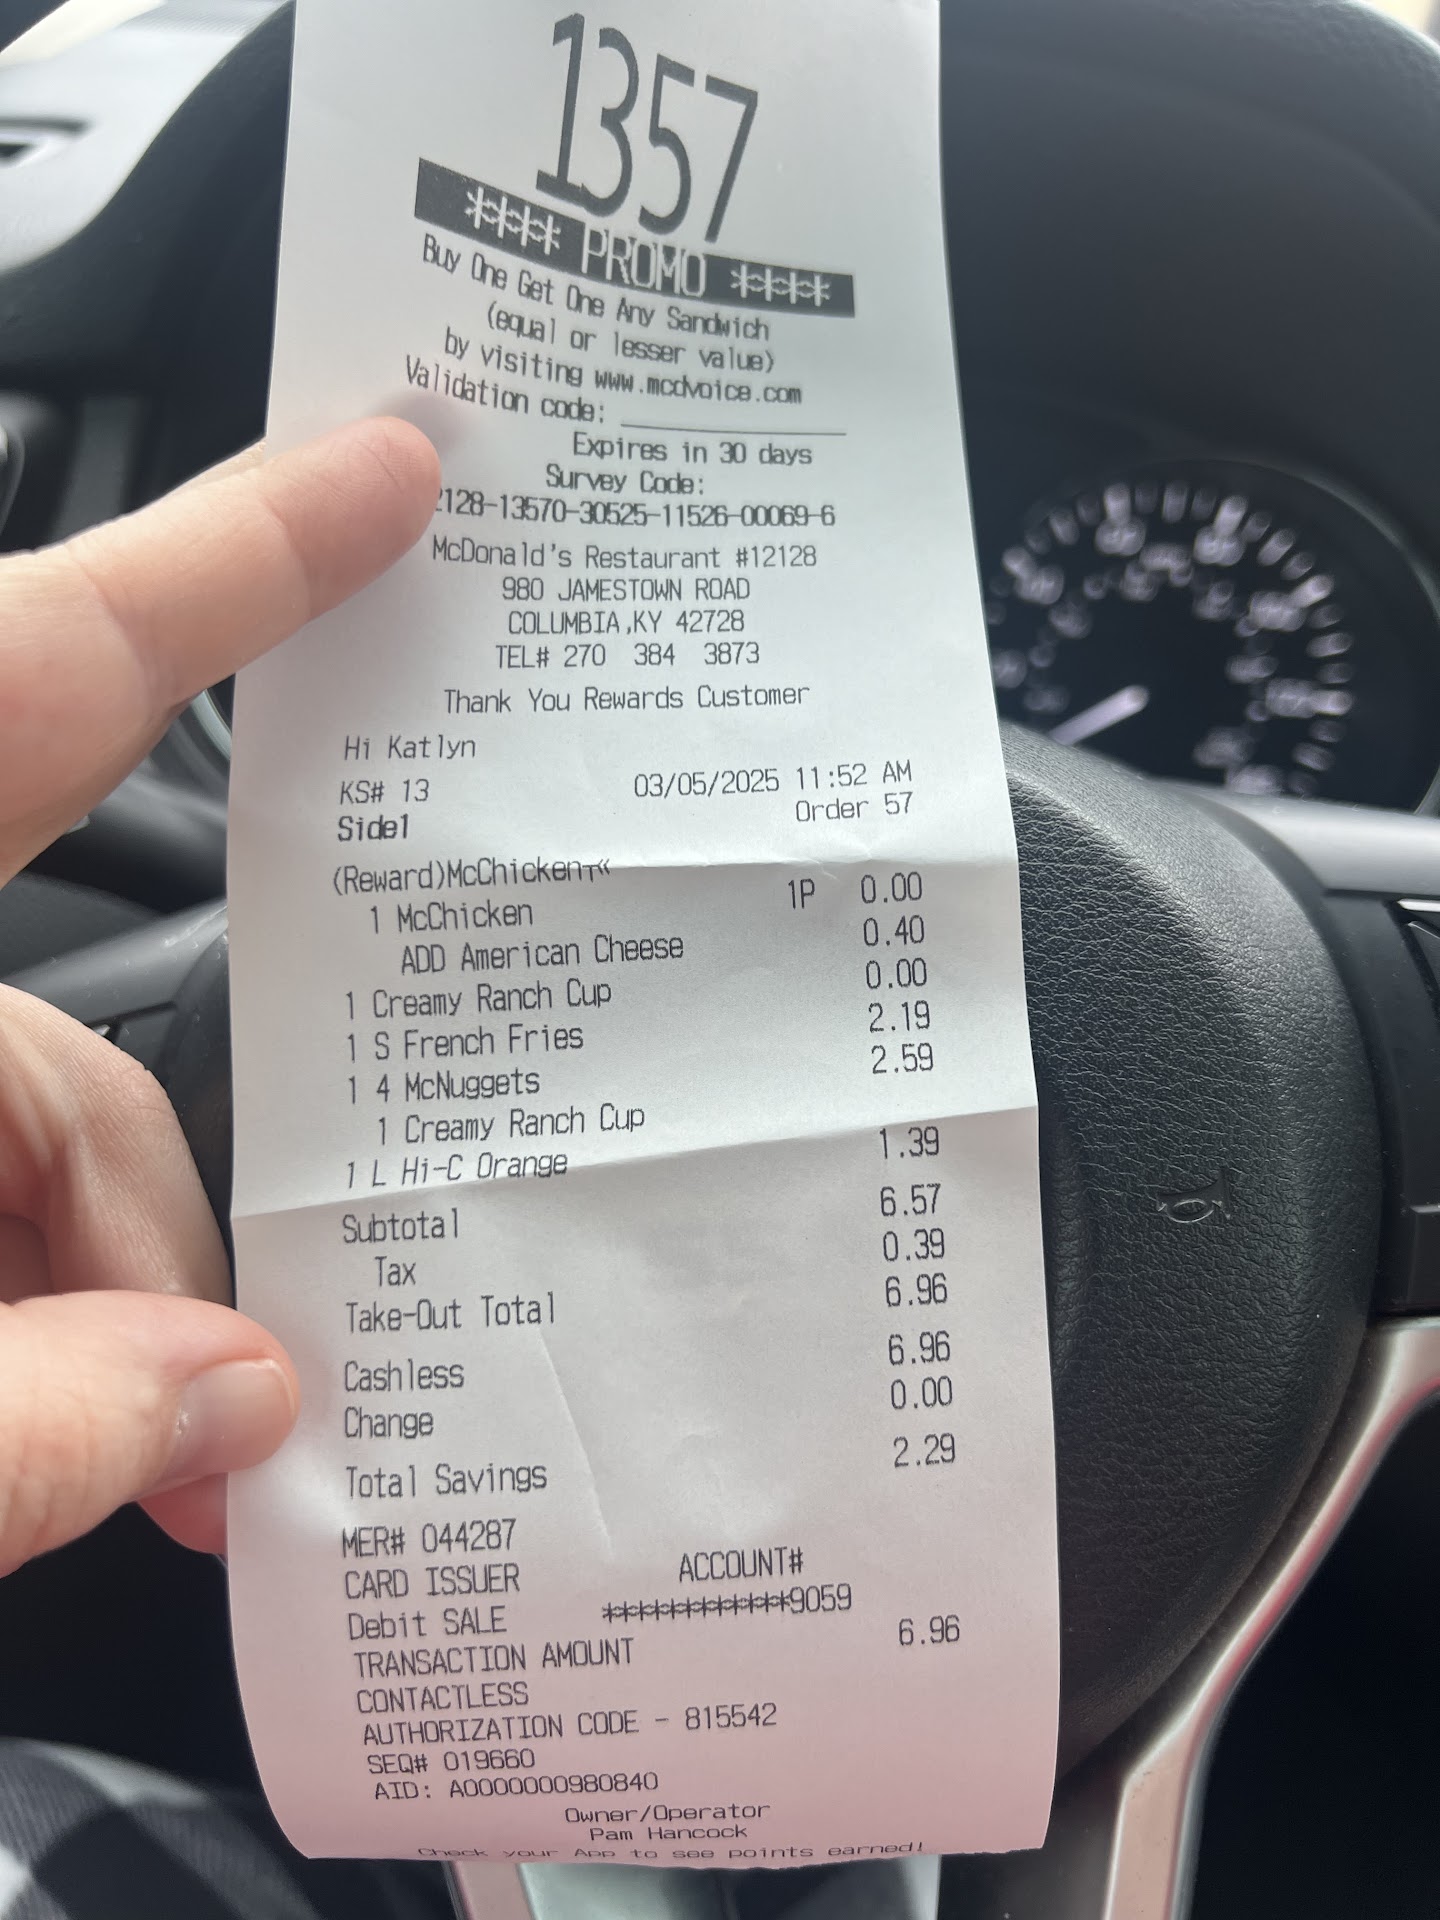 1357
**** PROMO ****
Buy One Get One Any Sandwich
(equal or lesser value)
by visiting www.mcdvoice.com
Validation code: ____________
Expires in 30 days
Survey Code:
2128-13570-30525-11526-00069-6
McDonald's Restaurant #12128
980 JAMESTOWN ROAD
COLUMBIA,KY 42728
TEL# 270 384 3873
Thank You Rewards Customer
Hi Katlyn
KS# 13 03/05/2025 11:52 AM
Side1 Order 57
(Reward)McChicken┬«
1 McChicken 1P 0.00
ADD American Cheese 0.40
1 Creamy Ranch Cup 0.00
1 S French Fries 2.19
1 4 McNuggets 2.59
1 Creamy Ranch Cup
1 L Hi-C Orange 1.39
Subtotal 6.57
Tax 0.39
Take-Out Total 6.96
Cashless 6.96
Change 0.00
Total Savings 2.29
MER# 044287
CARD ISSUER ACCOUNT#
Debit SALE ************9059
TRANSACTION AMOUNT 6.96
CONTACTLESS
AUTHORIZATION CODE - 815542
SEQ# 019660
AID: A0000000980840
Owner/Operator
Pam Hancock
Check your App to see points earned!